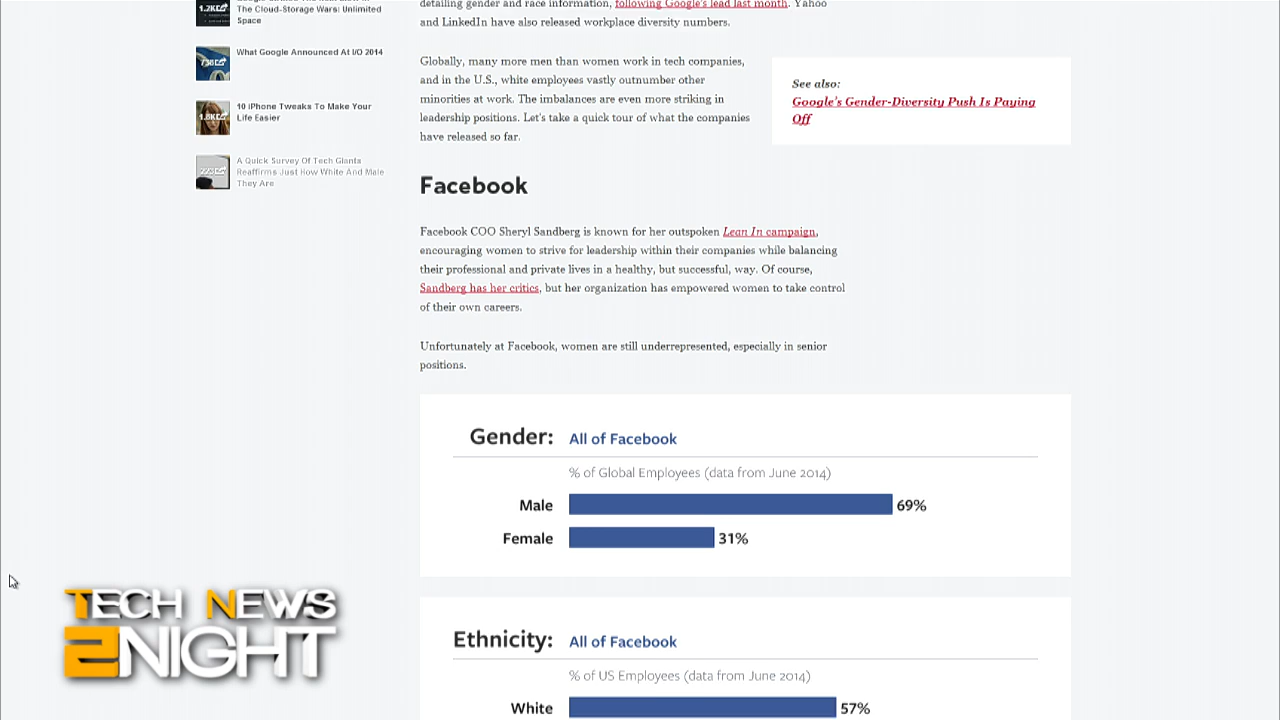 The Cloud-Storage Wars: Unlimited
Space
1.2K
What Google Announced At I/O 2014
738
10 iPhone Tweaks To Make Your
Life Easier
1.8K
A Quick Survey Of Tech Giants
Reaffirms Just How White And Male
They Are
detailing gender and race information, following Google's lead last month. Yahoo
and LinkedIn have also released workplace diversity numbers.
Globally, many more men than women work in tech companies,
and in the U.S., white employees vastly outnumber other
minorities at work. The imbalances are even more striking in
leadership positions. Let's take a quick tour of what the companies
have released so far.
See also:
Google's Gender-Diversity Push Is Paying
Off
Facebook
Facebook COO Sheryl Sandberg is known for her outspoken Lean In campaign,
encouraging women to strive for leadership within their companies while balancing
their professional and private lives in a healthy, but successful, way. Of course,
Sandberg has her critics, but her organization has empowered women to take control
of their own careers.
Unfortunately at Facebook, women are still underrepresented, especially in senior
positions.
Gender: All of Facebook
% of Global Employees (data from June 2014)
Male 69%
Female 31%
Ethnicity: All of Facebook
% of US Employees (data from June 2014)
White 57%
TECH NEWS
2NIGHT